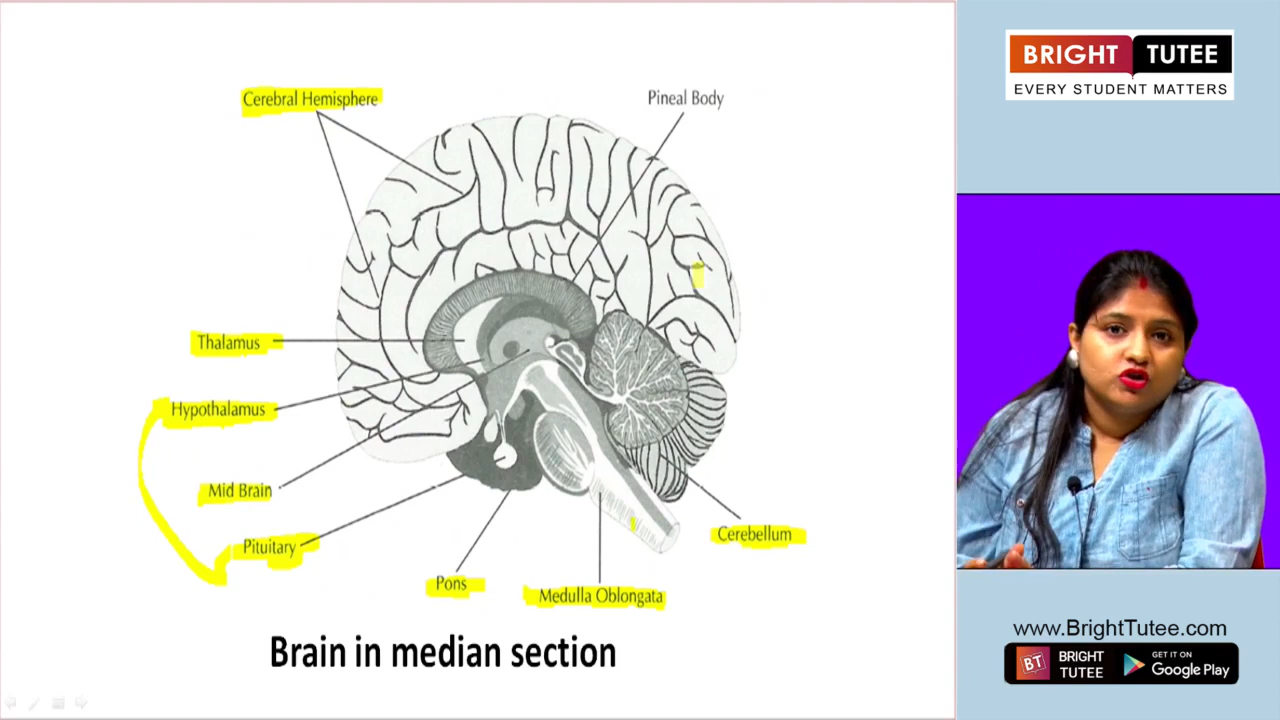 Cerebral Hemisphere
Pineal Body
Thalamus
Hypothalamus
Mid Brain
Pituitary
Pons
Medulla Oblongata
Cerebellum
Brain in median section
BRIGHT TUTEE
EVERY STUDENT MATTERS
www.BrightTutee.com
BT
BRIGHT
TUTEE
GET IT ON
Google Play